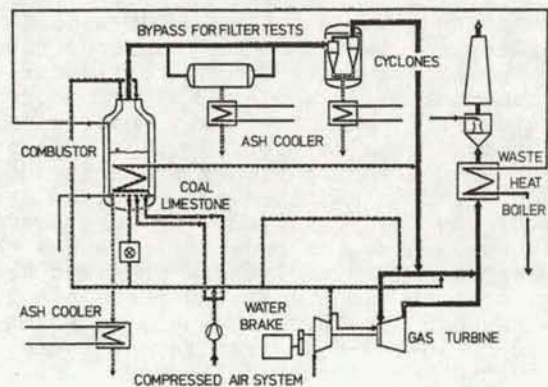 BYPASS FOR FILTER TESTS
CYCLONES
ASH COOLER
COMBUSTOR
COAL
LIMESTONE
WASTE
HEAT
BOILER
WATER
BRAKE
ASH COOLER
GAS TURBINE
COMPRESSED AIR SYSTEM